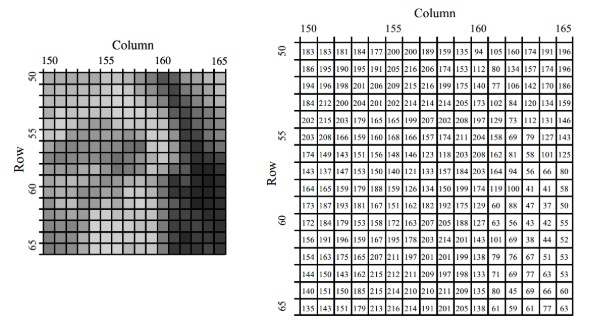 Column
150 155 160 165
Row
50
55
60
65
Column
150 155 160 165
Row
50
55
60
65
183 183 181 184 177 200 200 189 159 135 94 105 160 174 191 196
186 195 190 195 191 205 216 206 174 153 112 80 134 157 174 196
194 196 198 201 206 209 215 216 199 175 140 77 106 142 170 186
184 212 200 204 201 202 214 214 214 205 173 102 84 120 134 159
202 215 203 179 165 165 199 207 202 208 197 129 73 112 131 146
203 208 166 159 160 168 166 157 174 211 204 158 69 79 127 143
174 149 143 151 156 148 146 123 118 203 208 162 81 58 101 125
143 137 147 153 150 140 121 133 157 184 203 164 94 56 66 80
164 165 159 179 188 159 126 134 150 199 174 119 100 41 41 58
173 187 193 181 167 151 162 182 192 175 129 60 88 47 37 50
172 184 179 153 158 172 163 207 205 188 127 63 56 43 42 55
156 191 196 159 167 195 178 203 214 201 143 101 69 38 44 52
154 163 175 165 207 211 197 201 201 199 138 79 76 67 51 53
144 150 143 162 215 212 211 209 197 198 133 71 69 77 63 53
140 151 150 185 215 214 210 210 211 209 135 80 45 69 66 60
135 143 151 179 213 216 214 191 201 205 138 61 59 61 77 63